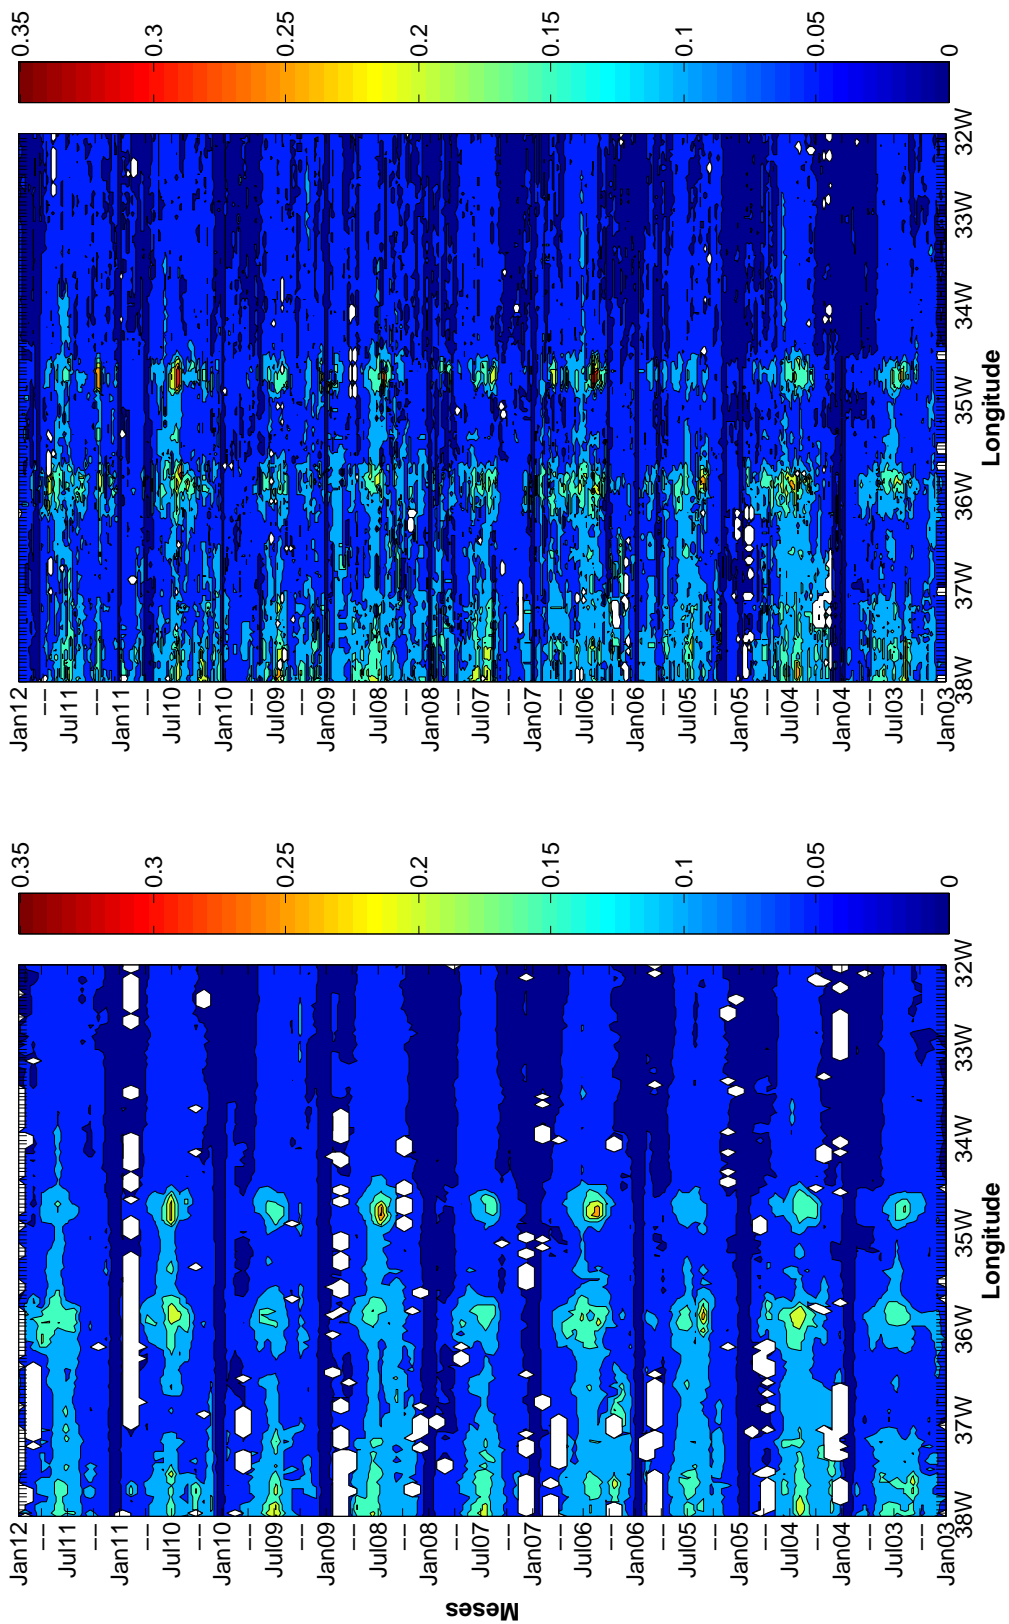 Meses
Jan12
---
Jul11
---
Jan11
---
Jul10
---
Jan10
---
Jul09
---
Jan09
---
Jul08
---
Jan08
---
Jul07
---
Jan07
---
Jul06
---
Jan06
---
Jul05
---
Jan05
---
Jul04
---
Jan04
---
Jul03
---
Jan03
38W 37W 36W 35W 34W 33W 32W
Longitude
0.35
0.3
0.25
0.2
0.15
0.1
0.05
0
Jan12
---
Jul11
---
Jan11
---
Jul10
---
Jan10
---
Jul09
---
Jan09
---
Jul08
---
Jan08
---
Jul07
---
Jan07
---
Jul06
---
Jan06
---
Jul05
---
Jan05
---
Jul04
---
Jan04
---
Jul03
---
Jan03
38W 37W 36W 35W 34W 33W 32W
Longitude
0.35
0.3
0.25
0.2
0.15
0.1
0.05
0